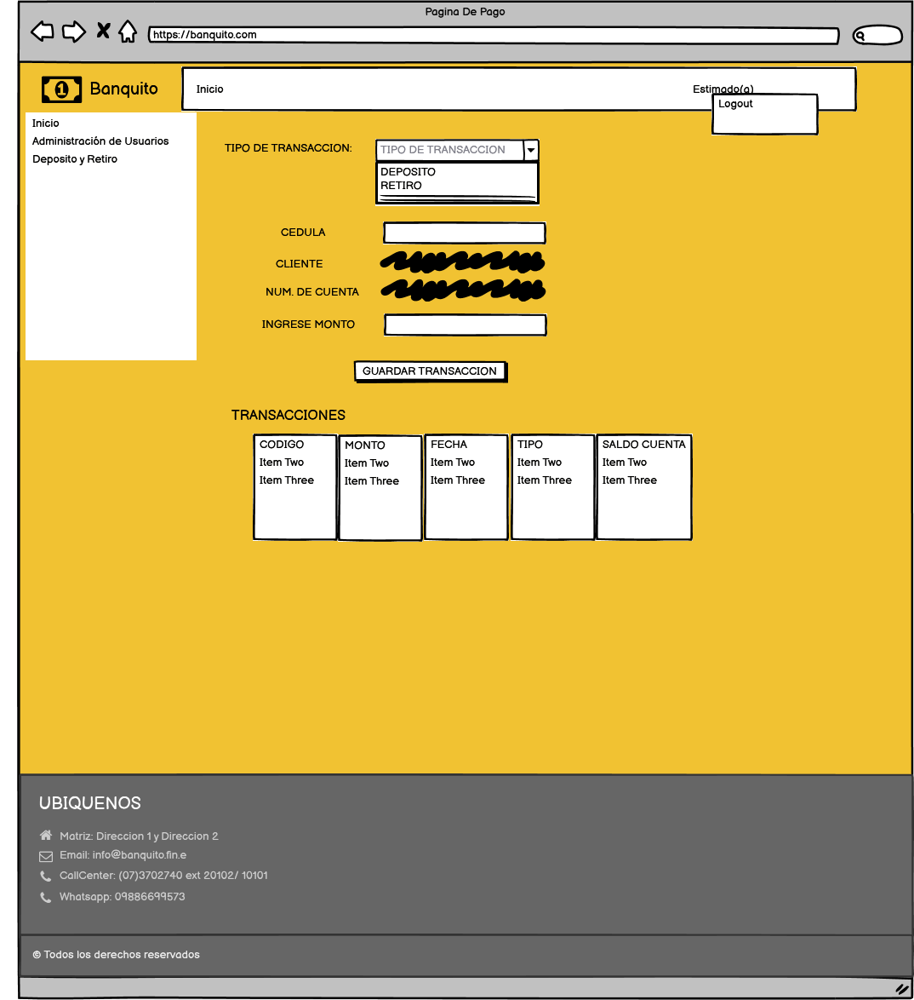 Pagina De Pago
https://banquito.com
1 Banquito
Inicio
Estimado(a)
Logout
Inicio
Administración de Usuarios
Deposito y Retiro
TIPO DE TRANSACCION:
TIPO DE TRANSACCION
DEPOSITO
RETIRO
CEDULA
CLIENTE
NUM. DE CUENTA
INGRESE MONTO
GUARDAR TRANSACCION
TRANSACCIONES
CODIGO MONTO FECHA TIPO SALDO CUENTA
Item Two Item Two Item Two Item Two Item Two
Item Three Item Three Item Three Item Three Item Three
UBIQUENOS
Matriz: Direccion 1 y Direccion 2
Email: info@banquito.fin.e
CallCenter: (07)3702740 ext 20102/ 10101
Whatsapp: 09886699573
© Todos los derechos reservados